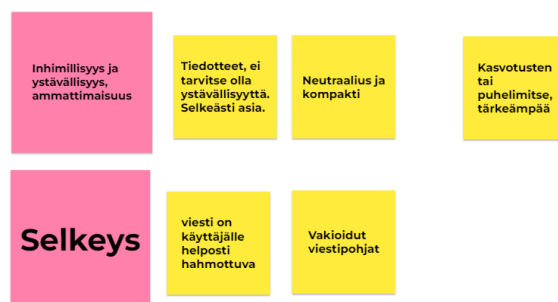 Inhimillisyys ja
ystävällisyys,
ammattimaisuus
Tiedotteet, ei
tarvitse olla
ystävällisyyttä.
Selkeästi asia.
Neutraalius ja
kompakti
Kasvotusten
tai
puhelimitse,
tärkeämpää
Selkeys
viesti on
käyttäjälle
helposti
hahmottuva
Vakioidut
viestipohjat